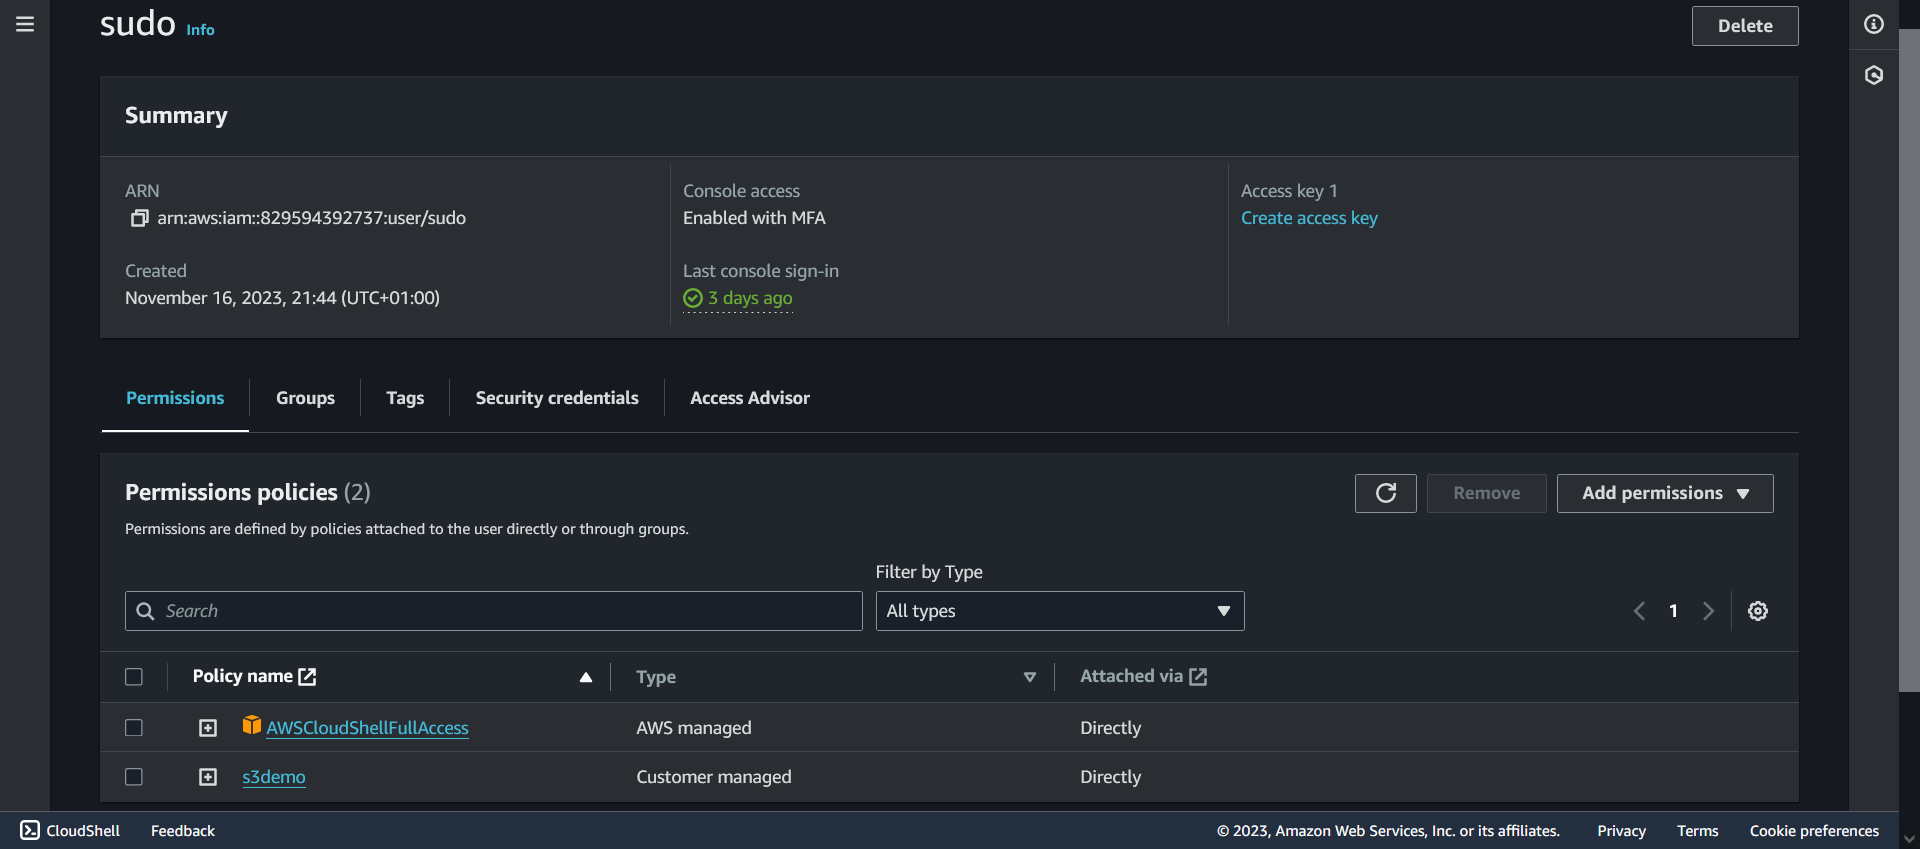 sudo Info
Delete
Summary
ARN
arn:aws:iam::829594392737:user/sudo
Created
November 16, 2023, 21:44 (UTC+01:00)
Console access
Enabled with MFA
Last console sign-in
3 days ago
Access key 1
Create access key
Permissions Groups Tags Security credentials Access Advisor
Permissions policies (2)
Permissions are defined by policies attached to the user directly or through groups.
Remove
Add permissions
Filter by Type
Search
All types
1
Policy name Type Attached via
AWSCloudShellFullAccess AWS managed Directly
s3demo Customer managed Directly
CloudShell Feedback © 2023, Amazon Web Services, Inc. or its affiliates. Privacy Terms Cookie preferences